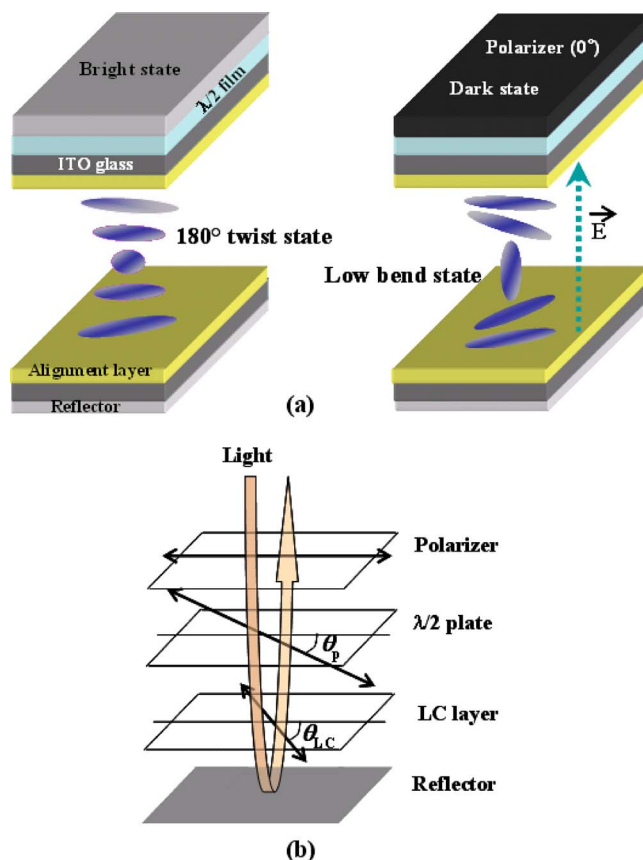 Bright state
λ/2 film
ITO glass
180° twist state
Alignment layer
Reflector
Polarizer (0°)
Dark state
E
Low bend state
(a)
Light
Polarizer
λ/2 plate
θp
LC layer
θLC
Reflector
(b)